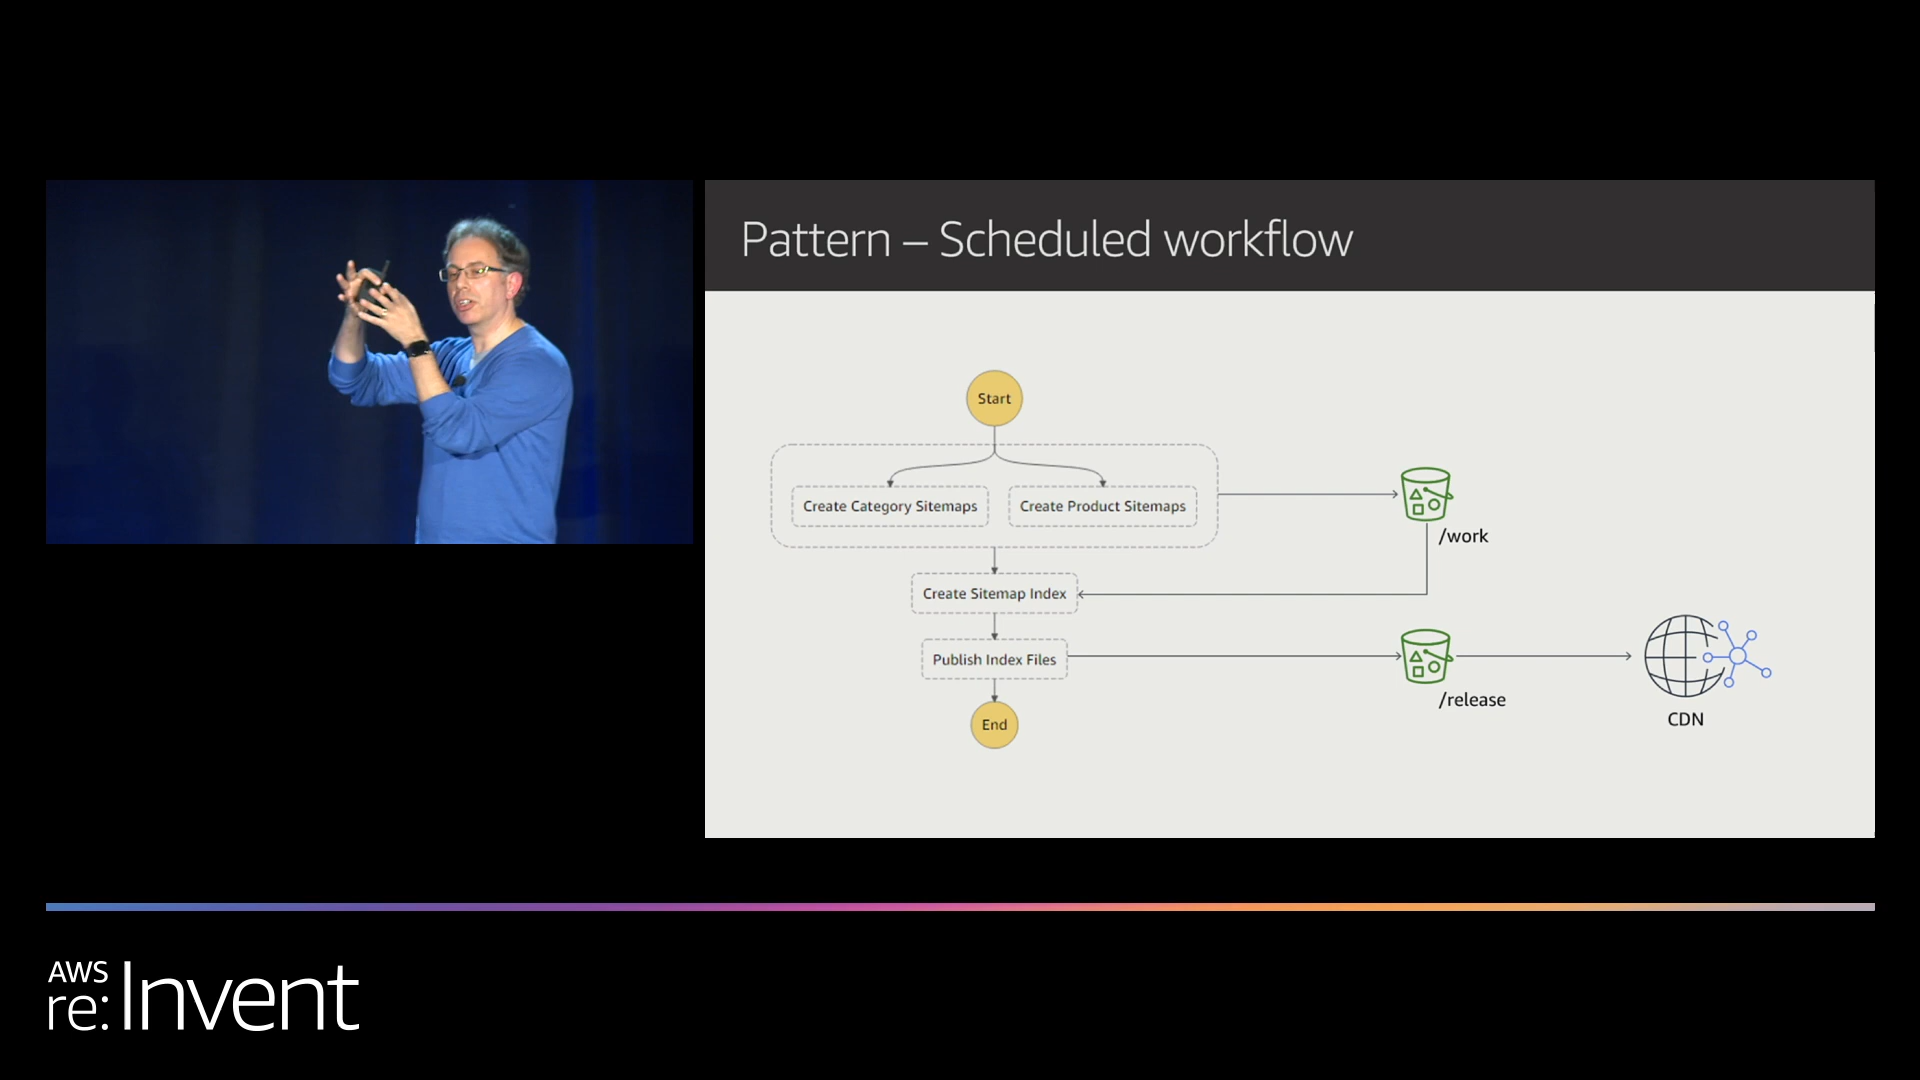 Pattern – Scheduled workflow
Start
Create Category Sitemaps
Create Product Sitemaps
/work
Create Sitemap Index
Publish Index Files
/release
CDN
End
AWS
re:Invent